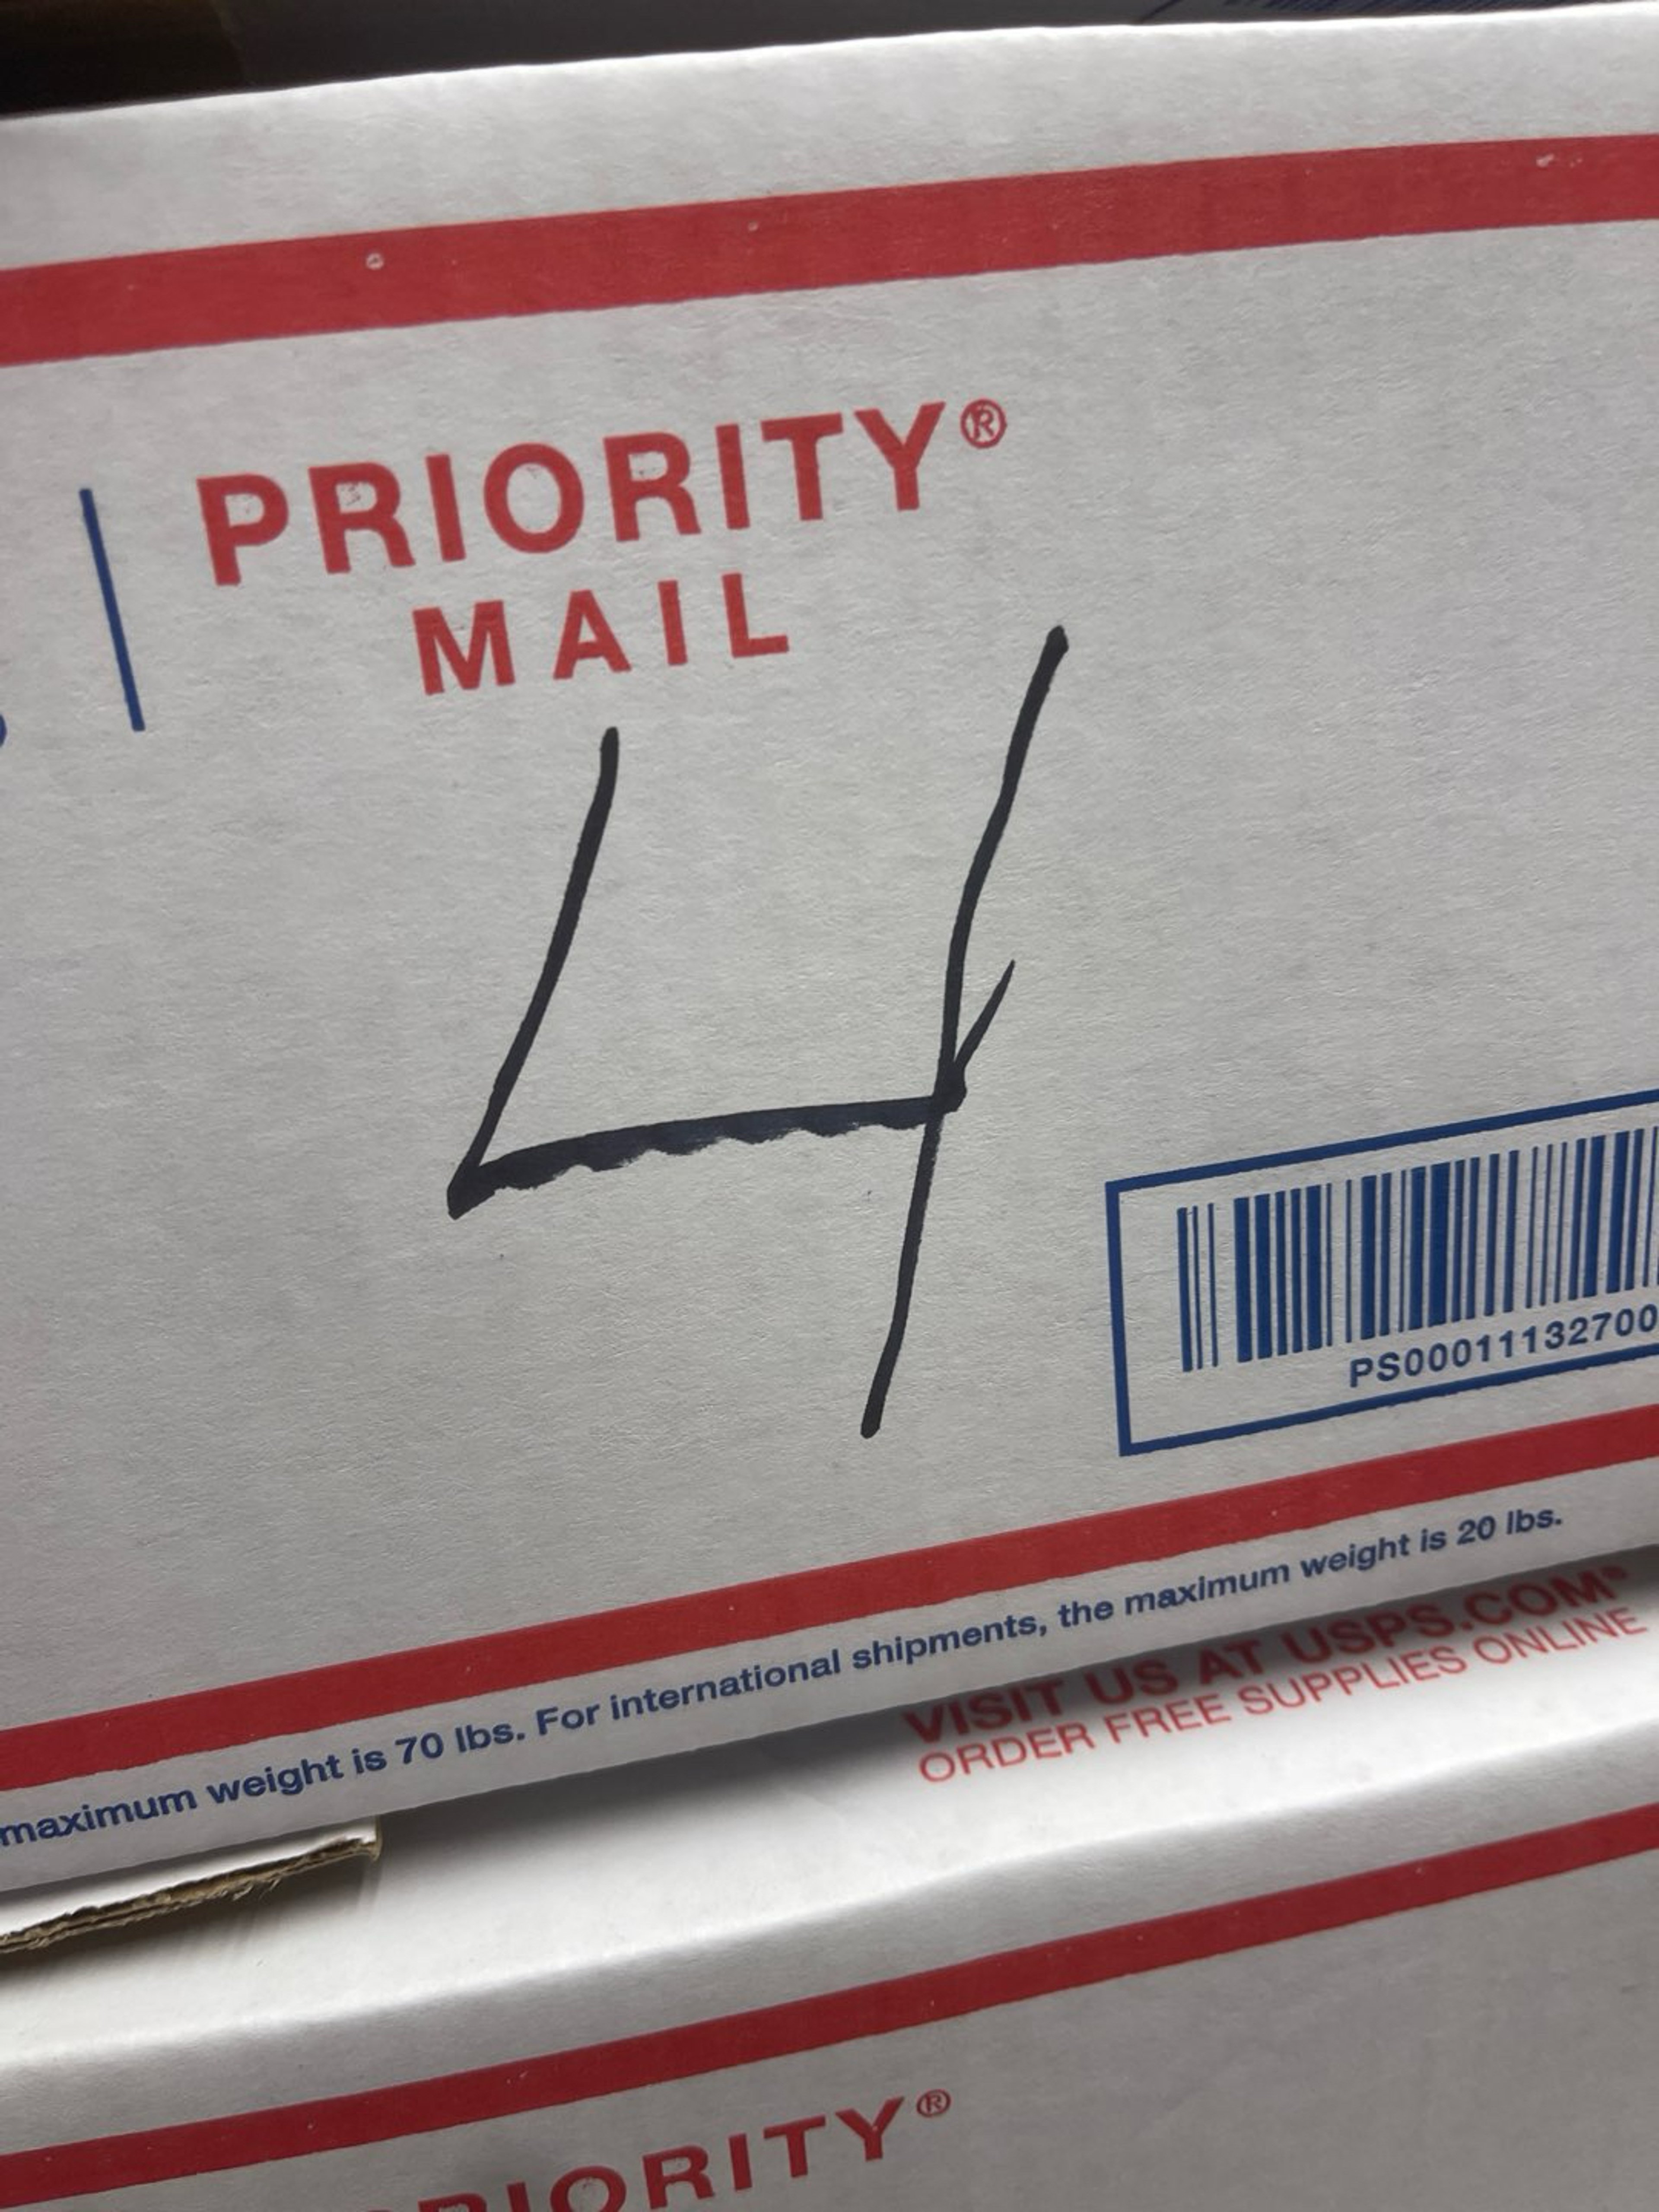 PRIORITY®
MAIL
4
PS00011132700
maximum weight is 70 lbs. For international shipments, the maximum weight is 20 lbs.
VISIT US AT USPS.COM®
ORDER FREE SUPPLIES ONLINE
PRIORITY®